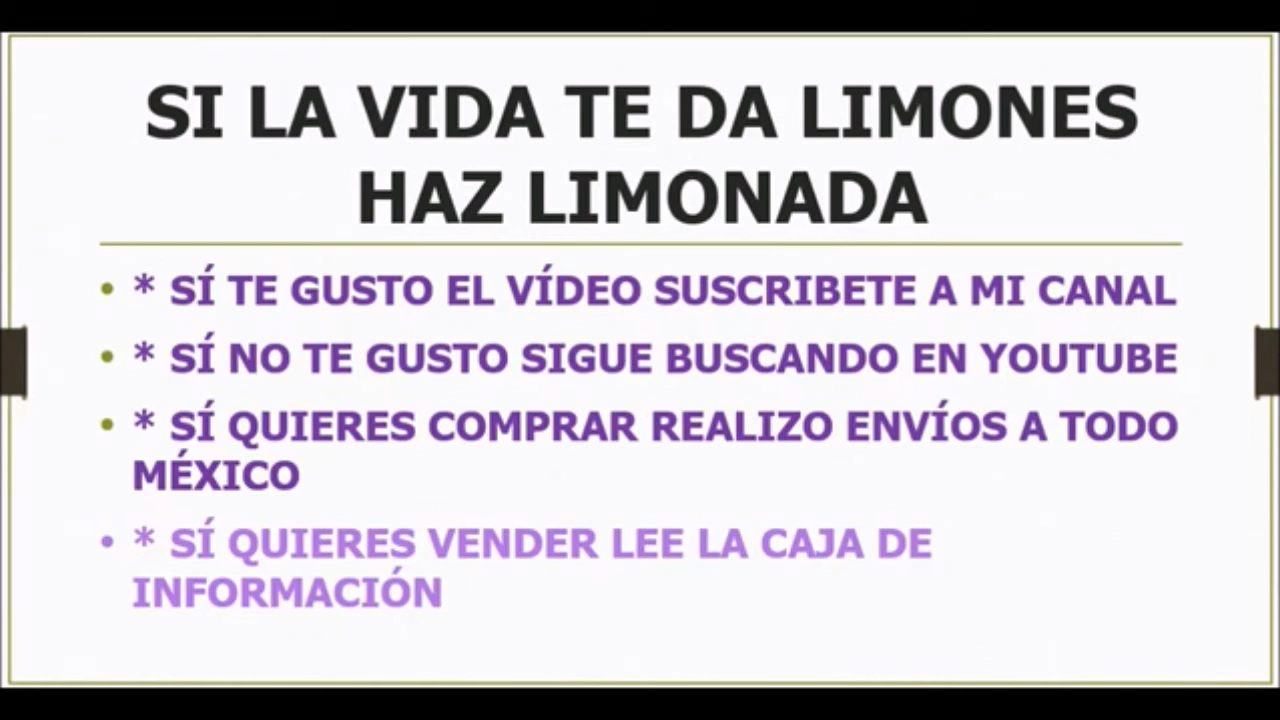 SI LA VIDA TE DA LIMONES
HAZ LIMONADA
• * SÍ TE GUSTO EL VÍDEO SUSCRIBETE A MI CANAL
• * SÍ NO TE GUSTO SIGUE BUSCANDO EN YOUTUBE
• * SÍ QUIERES COMPRAR REALIZO ENVÍOS A TODO
MÉXICO
• * SÍ QUIERES VENDER LEE LA CAJA DE
INFORMACIÓN